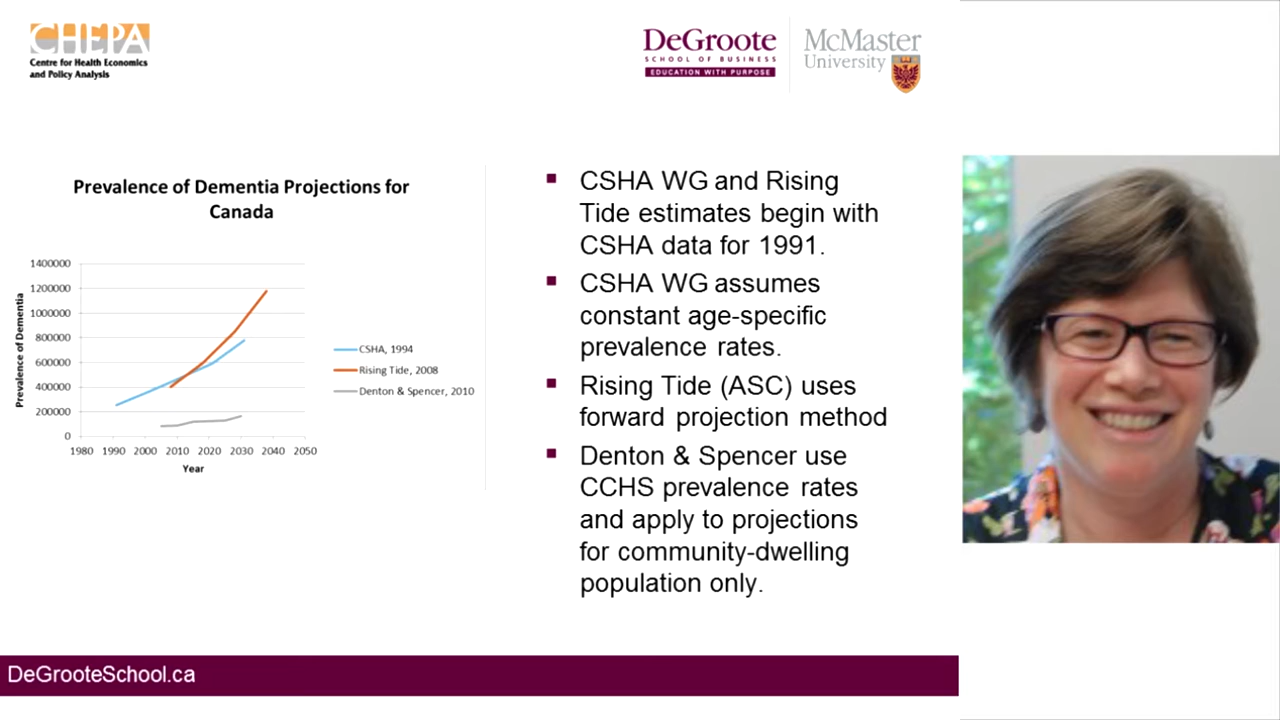 CHEPA
Centre for Health Economics
and Policy Analysis
DeGroote
SCHOOL OF BUSINESS
EDUCATION WITH PURPOSE
McMaster
University
Prevalence of Dementia Projections for
Canada
1400000
1200000
1000000
800000
600000
400000
200000
0
Prevalence of Dementia
1980 1990 2000 2010 2020 2030 2040 2050
Year
CSHA, 1994
Rising Tide, 2008
Denton & Spencer, 2010
CSHA WG and Rising
Tide estimates begin with
CSHA data for 1991.
CSHA WG assumes
constant age-specific
prevalence rates.
Rising Tide (ASC) uses
forward projection method
Denton & Spencer use
CCHS prevalence rates
and apply to projections
for community-dwelling
population only.
DeGrooteSchool.ca